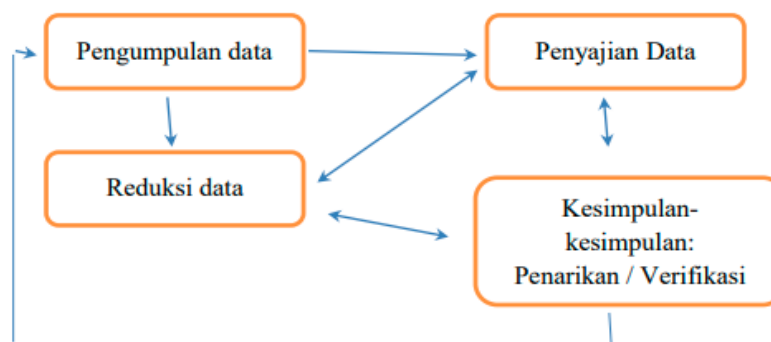 Pengumpulan data
Penyajian Data
Reduksi data
Kesimpulan-
kesimpulan:
Penarikan / Verifikasi